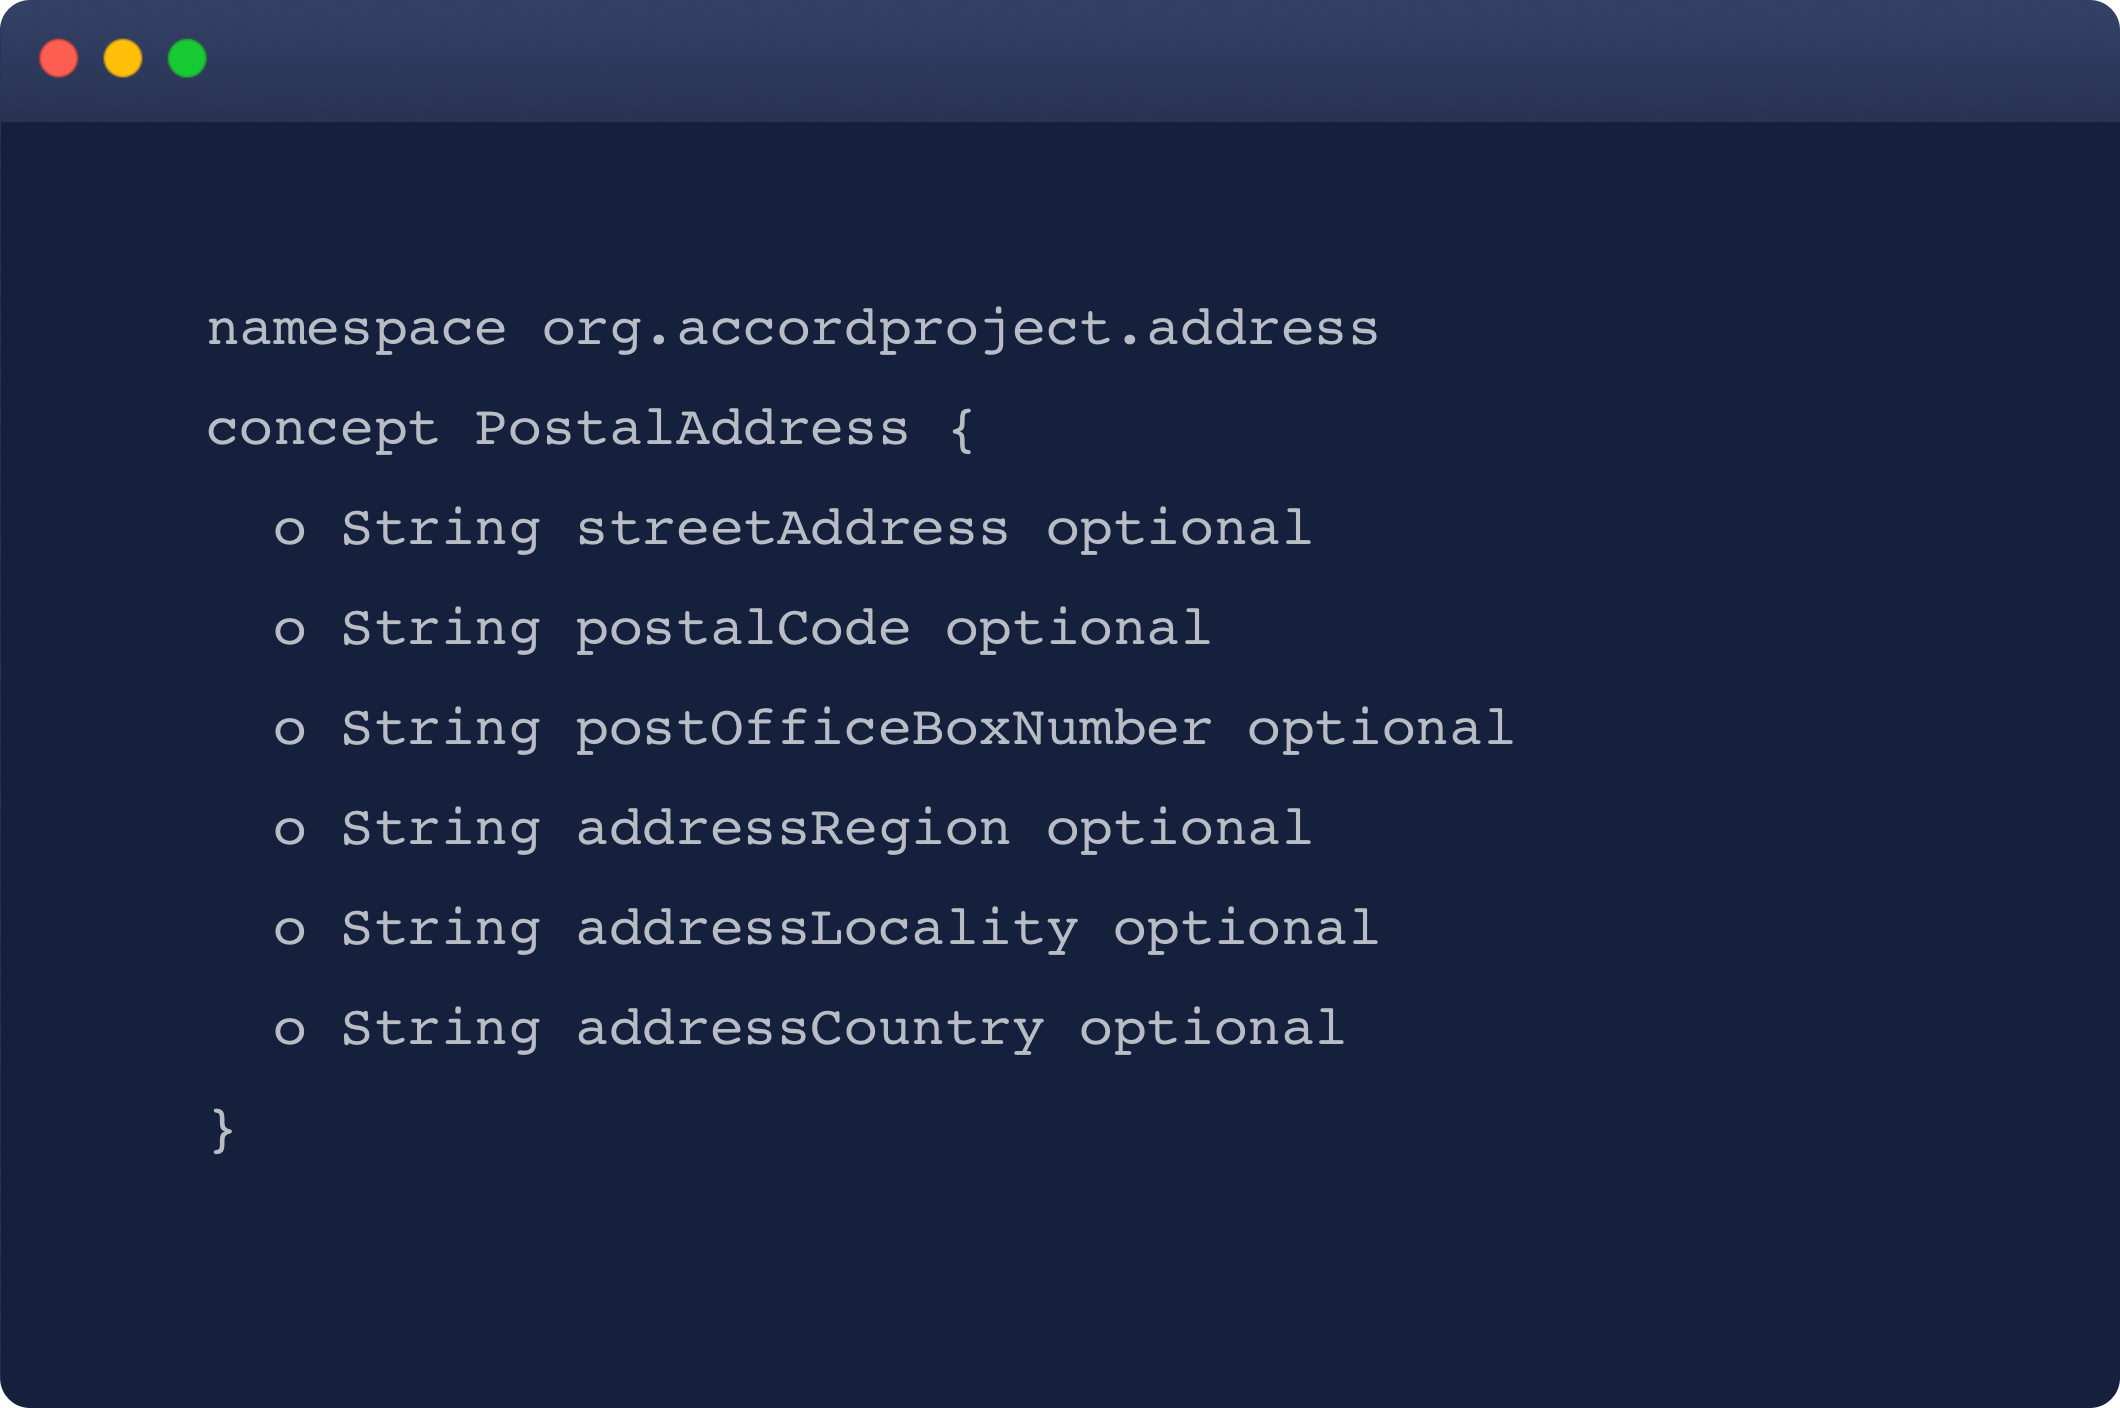 namespace org.accordproject.address
concept PostalAddress {
  o String streetAddress optional
  o String postalCode optional
  o String postOfficeBoxNumber optional
  o String addressRegion optional
  o String addressLocality optional
  o String addressCountry optional
}